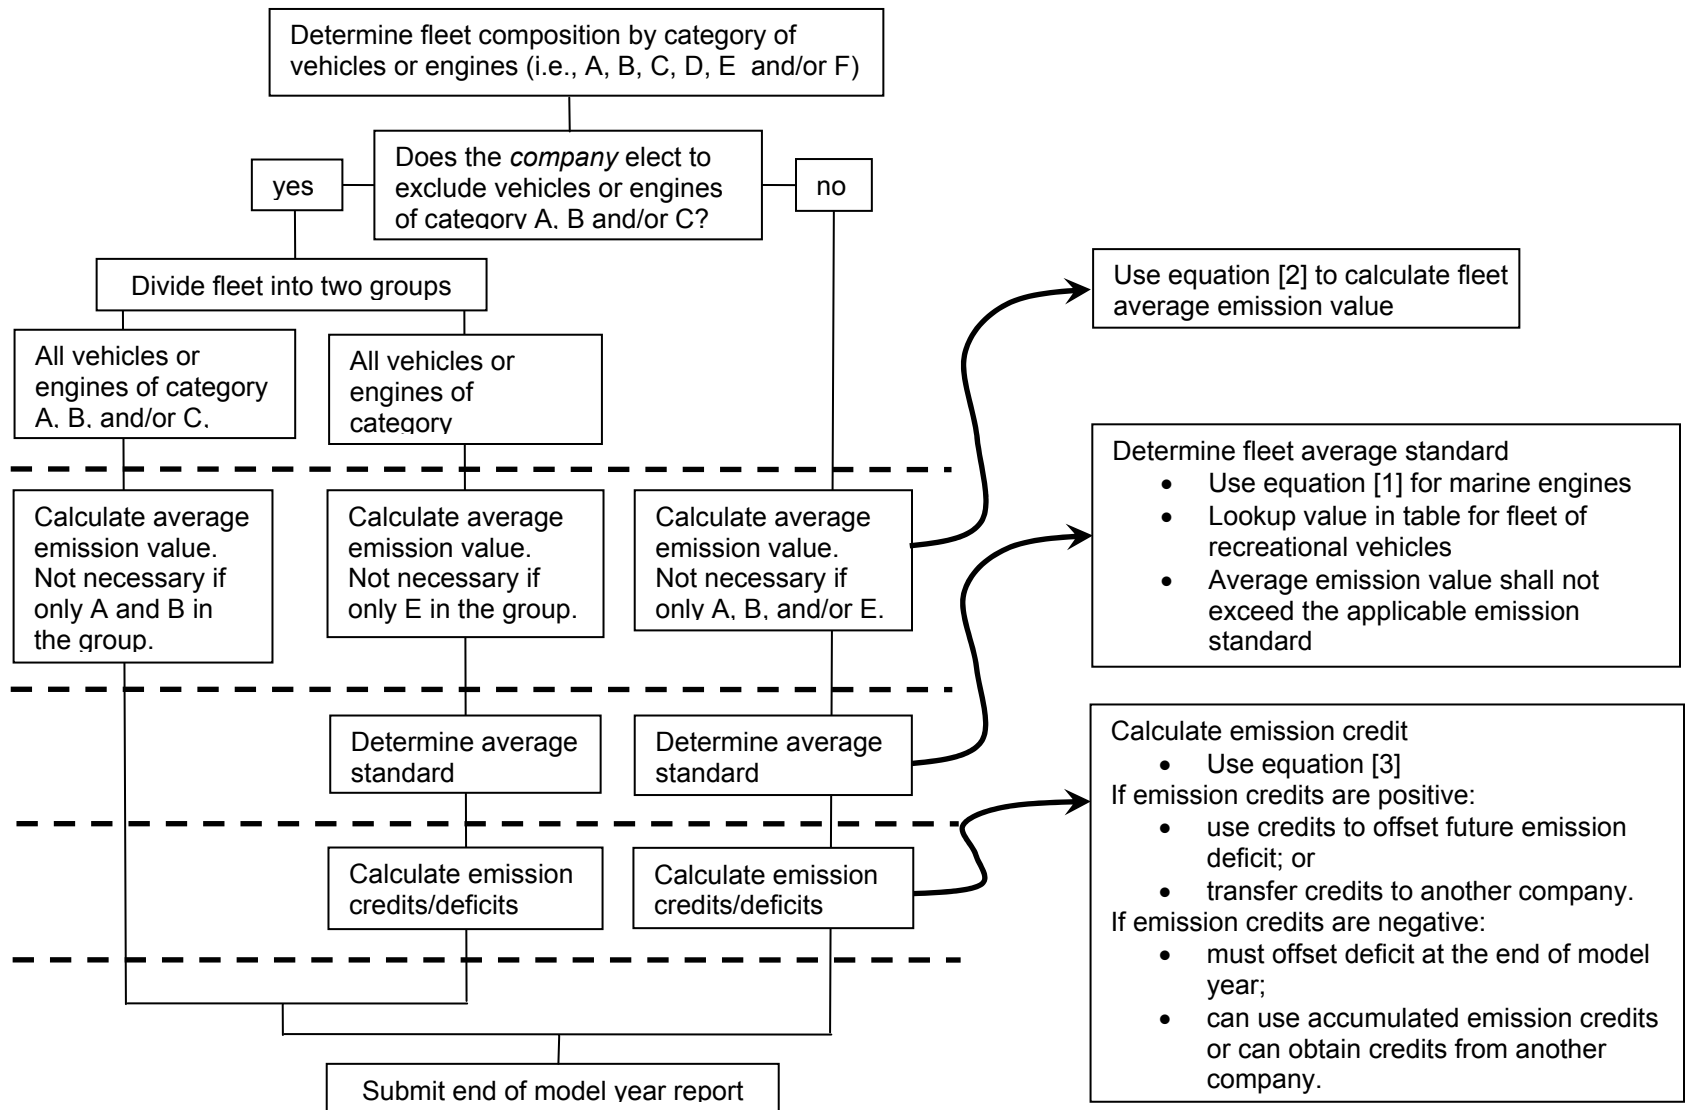 Determine fleet composition by category of
vehicles or engines (i.e., A, B, C, D, E and/or F)
Does the company elect to
exclude vehicles or engines
of category A, B and/or C?
yes
no
Divide fleet into two groups
All vehicles or
engines of category
A, B, and/or C,
All vehicles or
engines of
category
Calculate average
emission value.
Not necessary if
only A and B in
the group.
Calculate average
emission value.
Not necessary if
only E in the group.
Calculate average
emission value.
Not necessary if
only A, B, and/or E.
Determine average
standard
Determine average
standard
Calculate emission
credits/deficits
Calculate emission
credits/deficits
Submit end of model year report
Use equation [2] to calculate fleet
average emission value
Determine fleet average standard
• Use equation [1] for marine engines
• Lookup value in table for fleet of
recreational vehicles
• Average emission value shall not
exceed the applicable emission
standard
Calculate emission credit
• Use equation [3]
If emission credits are positive:
• use credits to offset future emission
deficit; or
• transfer credits to another company.
If emission credits are negative:
• must offset deficit at the end of model
year;
• can use accumulated emission credits
or can obtain credits from another
company.